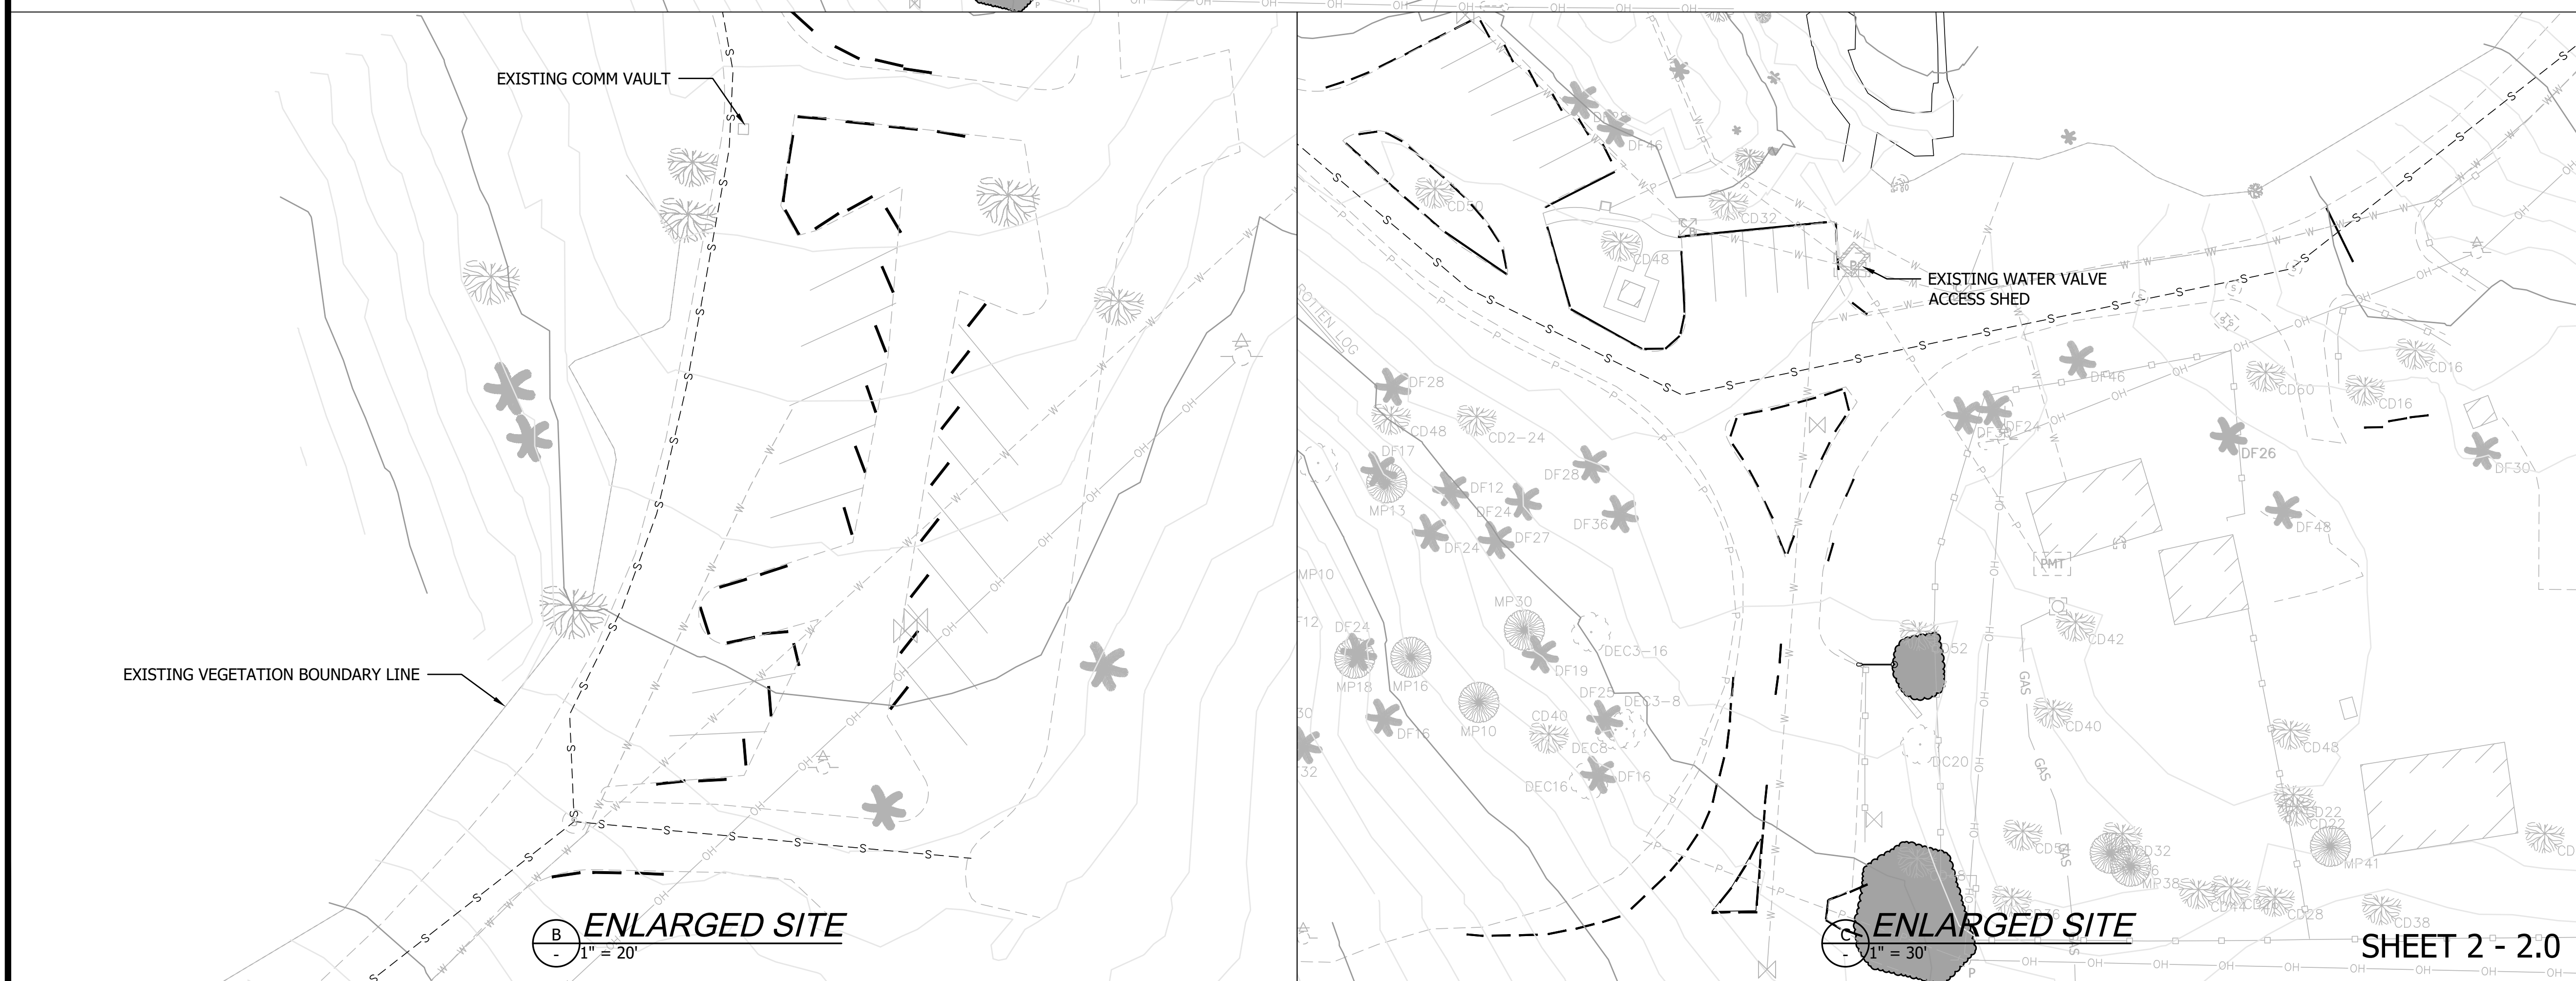 EXISTING COMM VAULT
EXISTING VEGETATION BOUNDARY LINE
B
-
ENLARGED SITE
1" = 20'
DF46
CD50
CD32
CD48
EXISTING WATER VALVE
ACCESS SHED
ROTTEN LOG
DF28
CD48
CD2-24
DF17
MP13
DF12
DF24
DF28
DF36
DF24
DF27
DF46
DF24
CD60
CD16
CD16
DF26
DF30
DF48
PMT
MP10
MP30
DF24
MP18
MP16
DF19
DEC3-16
CD42
GAS
DF25
DEC3-8
DF16
MP10
CD40
DEC8
DEC16
DF16
CD40
DC20
GAS
CD43
CD22
CD22
GAS
CD32
MP38
MP41
CD28
CD38
GAS
C
-
ENLARGED SITE
1" = 30'
SHEET 2 - 2.0